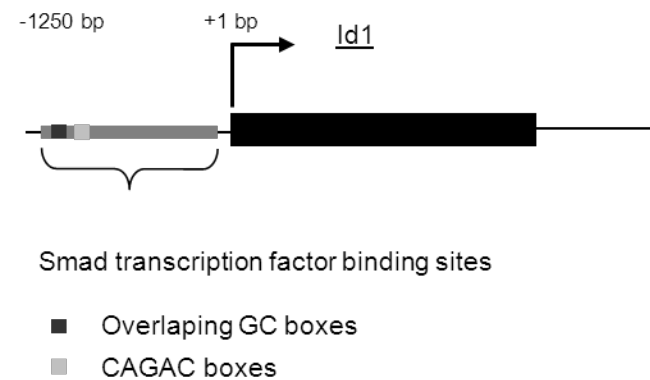 -1250 bp +1 bp Id1
Smad transcription factor binding sites
Overlaping GC boxes
CAGAC boxes